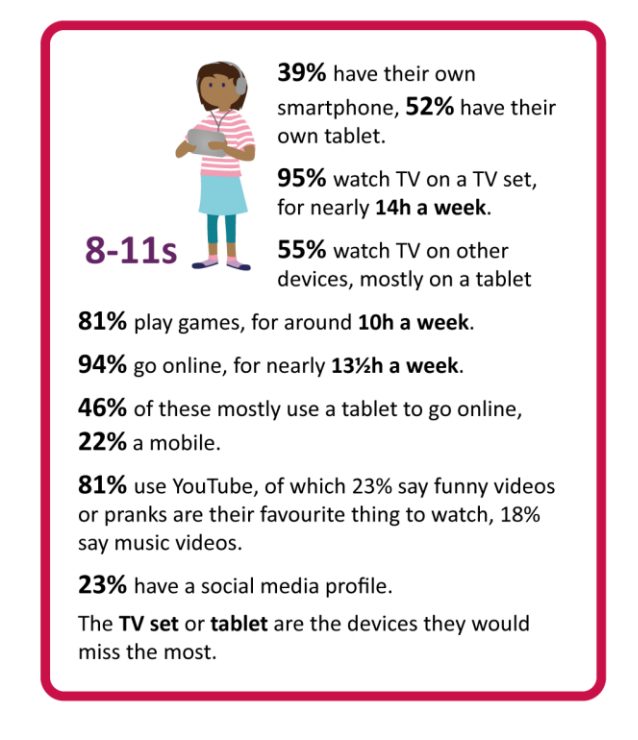 39% have their own
smartphone, 52% have their
own tablet.
95% watch TV on a TV set,
for nearly 14h a week.
8-11s
55% watch TV on other
devices, mostly on a tablet
81% play games, for around 10h a week.
94% go online, for nearly 13½h a week.
46% of these mostly use a tablet to go online,
22% a mobile.
81% use YouTube, of which 23% say funny videos
or pranks are their favourite thing to watch, 18%
say music videos.
23% have a social media profile.
The TV set or tablet are the devices they would
miss the most.